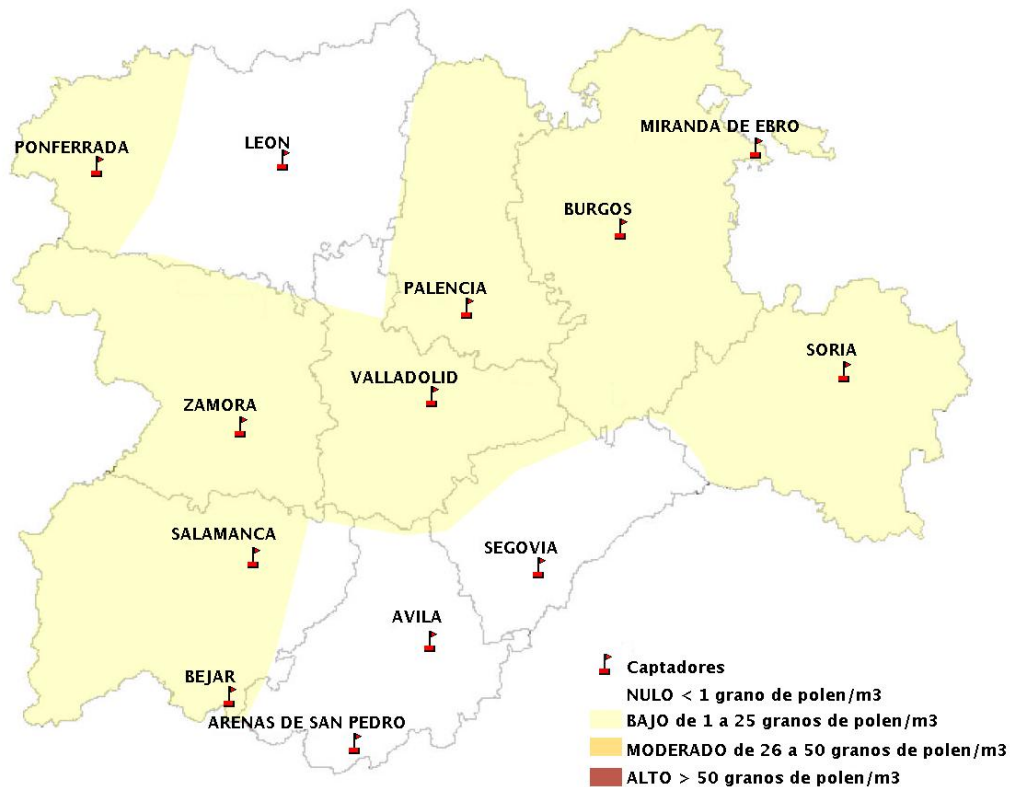 MIRANDA DE EBRO
PONFERRADA
LEON
BURGOS
PALENCIA
SORIA
VALLADOLID
ZAMORA
SALAMANCA
SEGOVIA
AVILA
BEJAR
ARENAS DE SAN PEDRO
Captadores
NULO < 1 grano de polen/m3
BAJO de 1 a 25 granos de polen/m3
MODERADO de 26 a 50 granos de polen/m3
ALTO > 50 granos de polen/m3